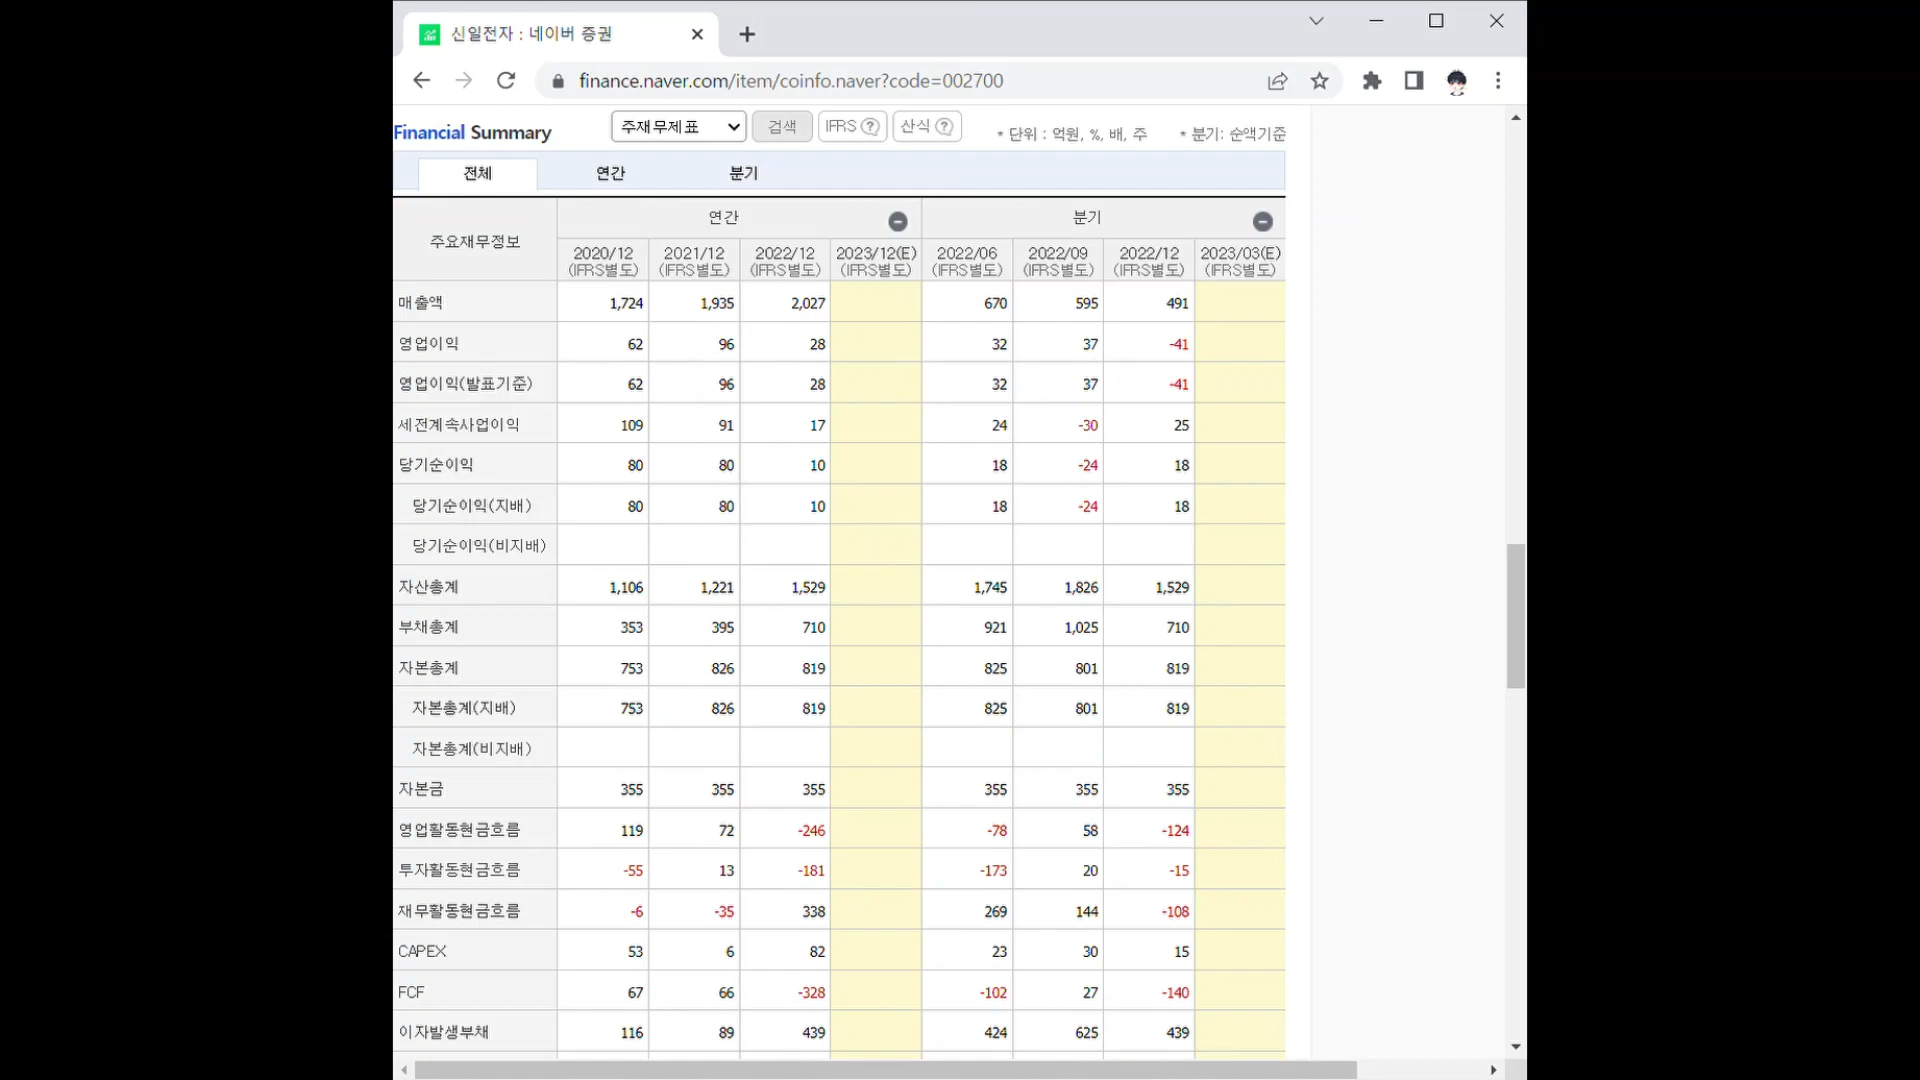 신일전자 : 네이버 증권
finance.naver.com/item/coinfo.naver?code=002700
Financial Summary 주재무제표 검색 IFRS ? 산식 ? * 단위 : 억원, %, 배, 주 * 분기: 순액기준
전체 연간 분기
주요재무정보 연간 분기
2020/12 2021/12 2022/12 2023/12(E) 2022/06 2022/09 2022/12 2023/03(E)
(IFRS별도) (IFRS별도) (IFRS별도) (IFRS별도) (IFRS별도) (IFRS별도) (IFRS별도) (IFRS별도)
매출액 1,724 1,935 2,027 670 595 491
영업이익 62 96 28 32 37 -41
영업이익(발표기준) 62 96 28 32 37 -41
세전계속사업이익 109 91 17 24 -30 25
당기순이익 80 80 10 18 -24 18
당기순이익(지배) 80 80 10 18 -24 18
당기순이익(비지배)
자산총계 1,106 1,221 1,529 1,745 1,826 1,529
부채총계 353 395 710 921 1,025 710
자본총계 753 826 819 825 801 819
자본총계(지배) 753 826 819 825 801 819
자본총계(비지배)
자본금 355 355 355 355 355 355
영업활동현금흐름 119 72 -246 -78 58 -124
투자활동현금흐름 -55 13 -181 -173 20 -15
재무활동현금흐름 -6 -35 338 269 144 -108
CAPEX 53 6 82 23 30 15
FCF 67 66 -328 -102 27 -140
이자발생부채 116 89 439 424 625 439